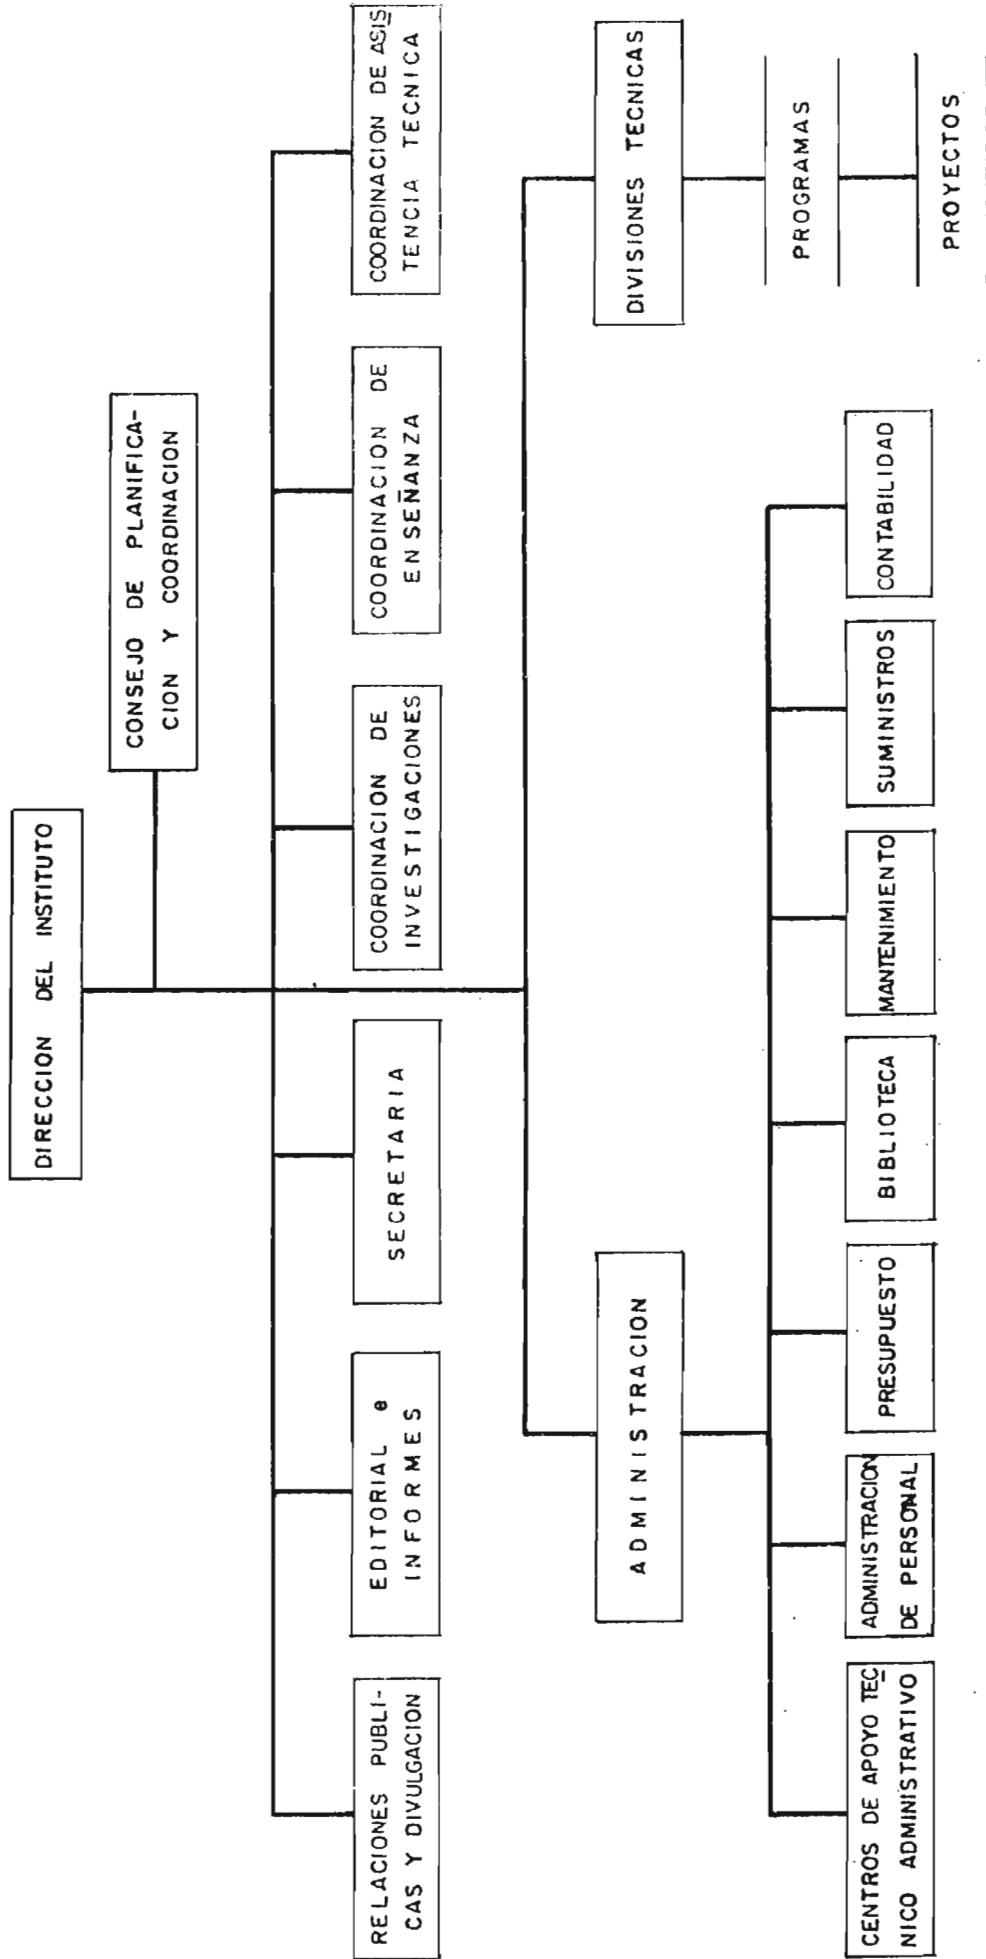 DIRECCION DEL INSTITUTO
CONSEJO DE PLANIFICA-
CION Y COORDINACION
RELACIONES PUBLI-
CAS Y DIVULGACION
EDITORIAL e
INFORMES
SECRETARIA
COORDINACION DE
INVESTIGACIONES
COORDINACION DE
ENSEÑANZA
COORDINACION DE ASIS
TENCIA TECNICA
ADMINISTRACION
DIVISIONES TECNICAS
PROGRAMAS
PROYECTOS
CENTROS DE APOYO TEC
NICO ADMINISTRATIVO
ADMINISTRACION
DE PERSONAL
PRESUPUESTO
BIBLIOTECA
MANTENIMIENTO
SUMINISTROS
CONTABILIDAD